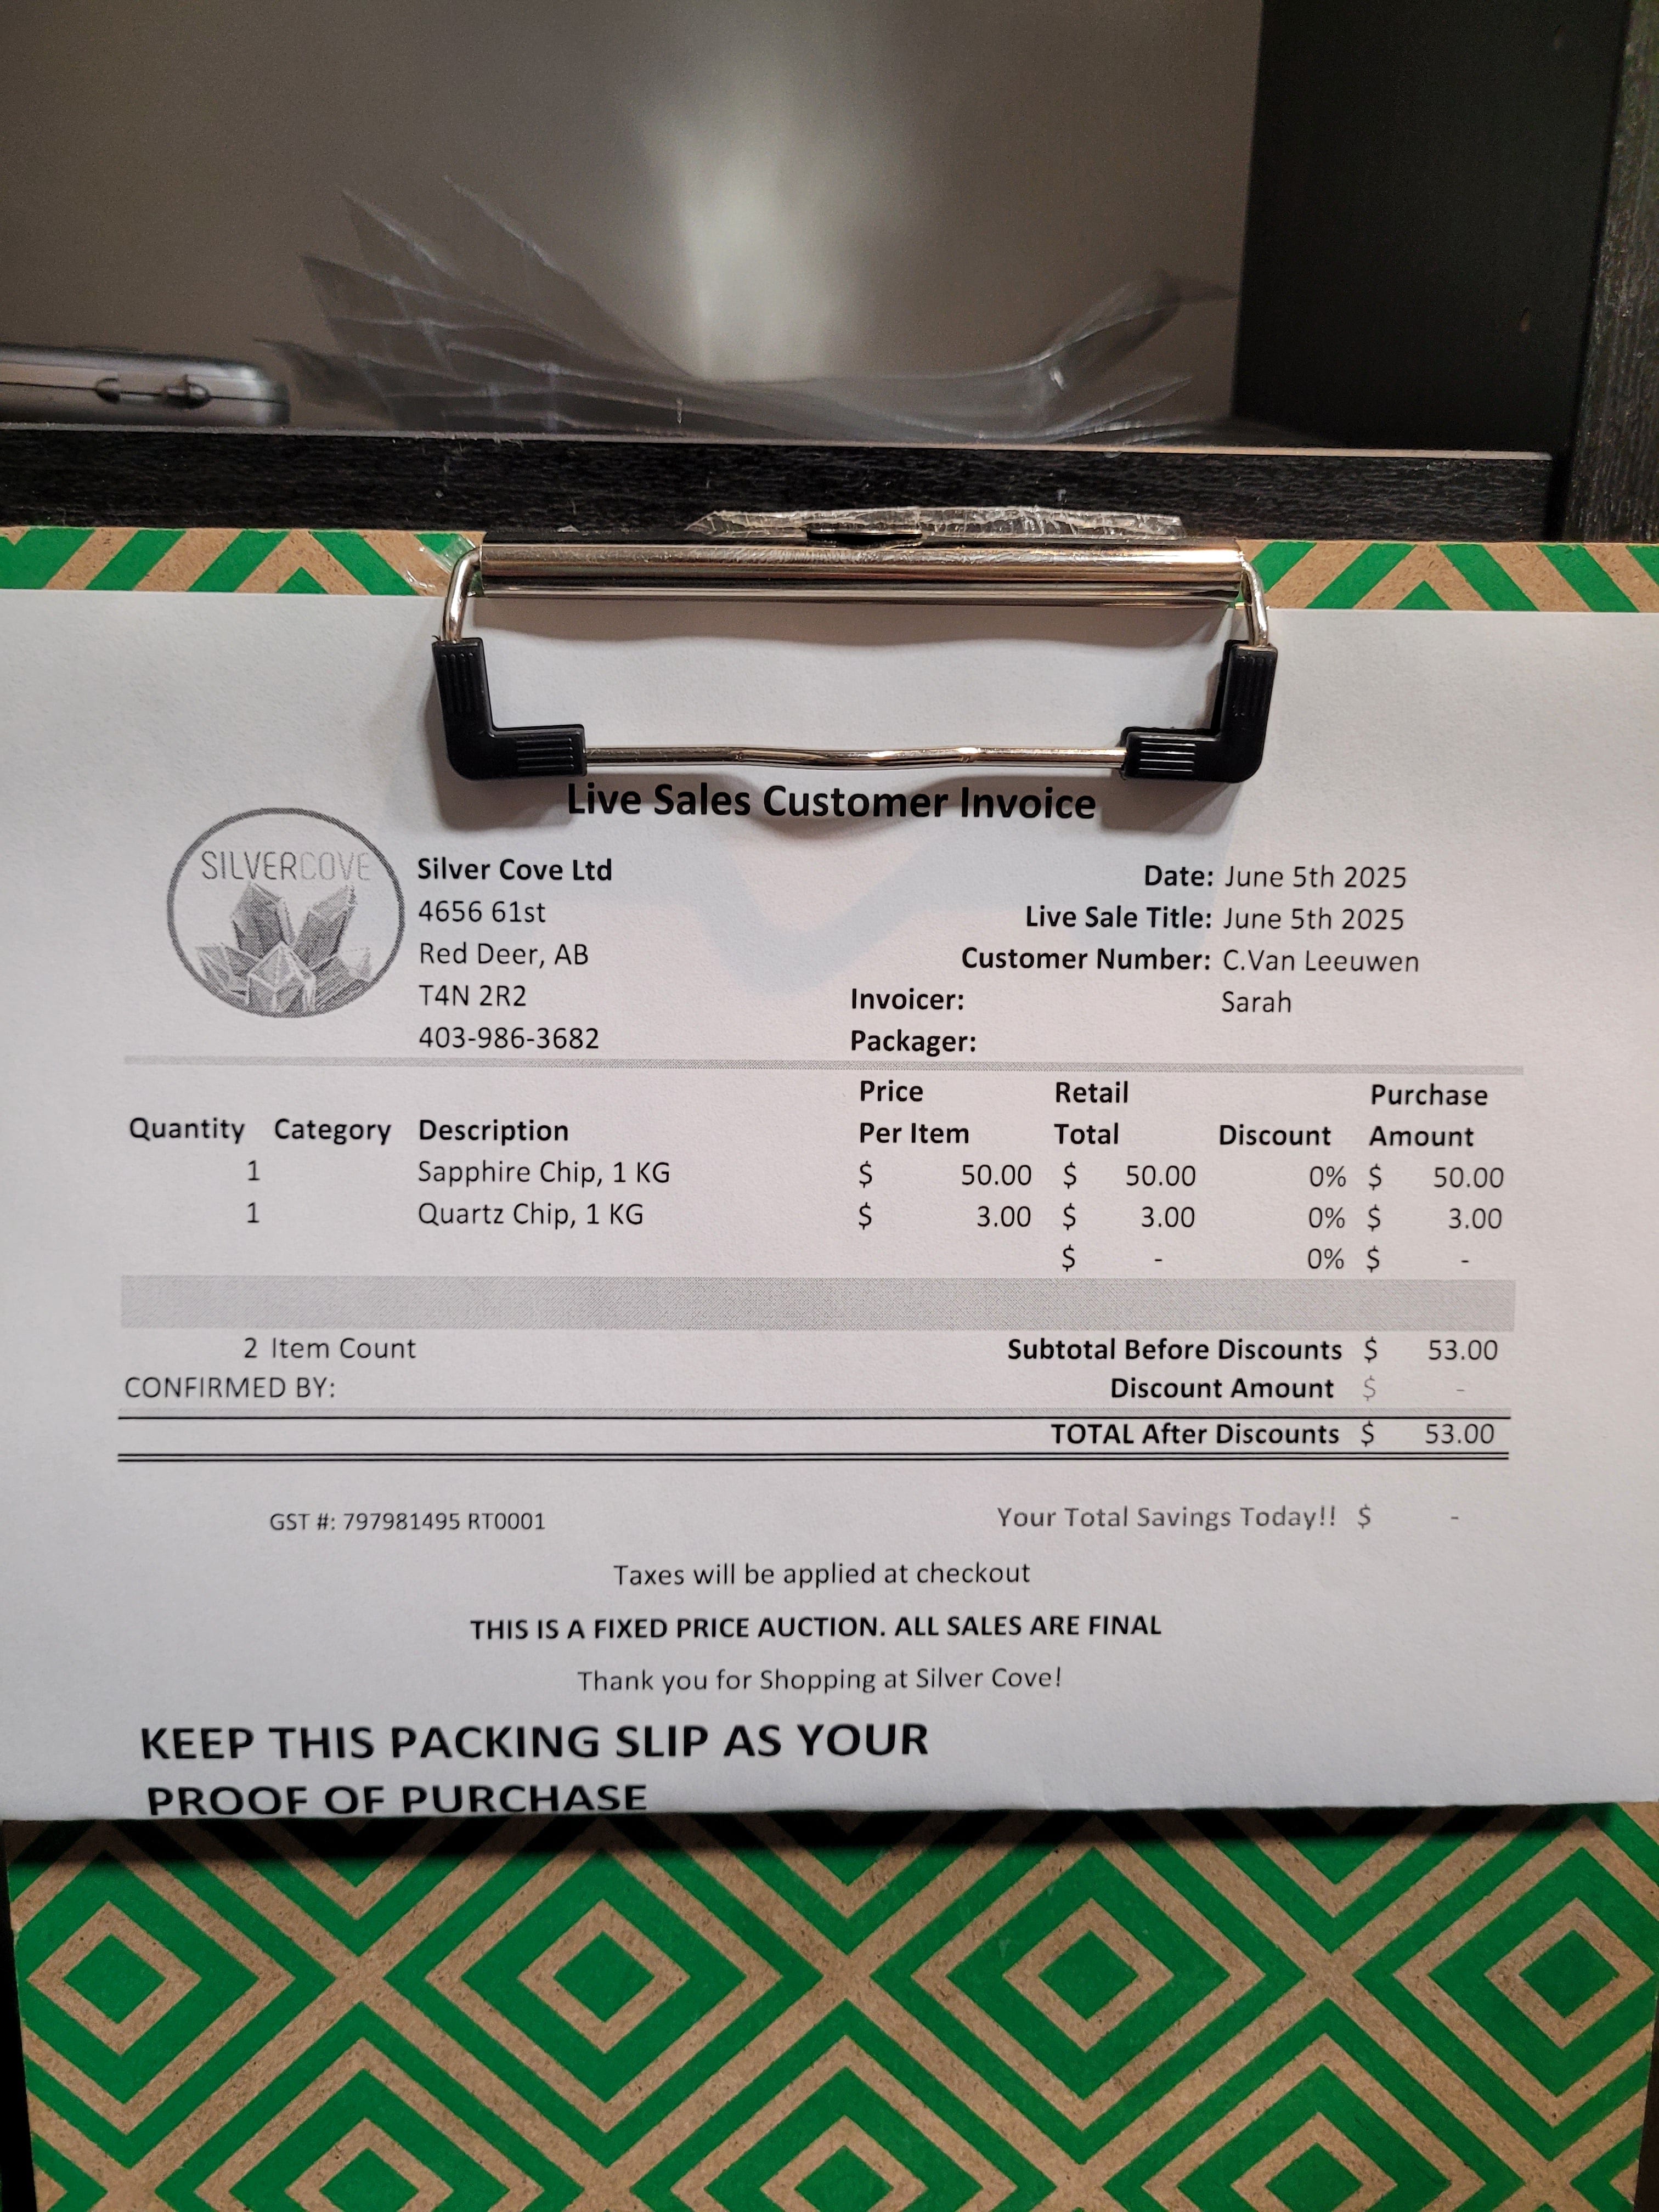 Live Sales Customer Invoice
SILVERCOVE
Silver Cove Ltd
4656 61st
Red Deer, AB
T4N 2R2
403-986-3682
Date: June 5th 2025
Live Sale Title: June 5th 2025
Customer Number: C.Van Leeuwen
Invoicer: Sarah
Packager:
Quantity Category Description Price Per Item Retail Total Discount Purchase Amount
1 Sapphire Chip, 1 KG $ 50.00 $ 50.00 0% $ 50.00
1 Quartz Chip, 1 KG $ 3.00 $ 3.00 0% $ 3.00
$ - 0% $ -
2 Item Count Subtotal Before Discounts $ 53.00
CONFIRMED BY: Discount Amount $ -
TOTAL After Discounts $ 53.00
GST #: 797981495 RT0001 Your Total Savings Today!! $ -
Taxes will be applied at checkout
THIS IS A FIXED PRICE AUCTION. ALL SALES ARE FINAL
Thank you for Shopping at Silver Cove!
KEEP THIS PACKING SLIP AS YOUR
PROOF OF PURCHASE